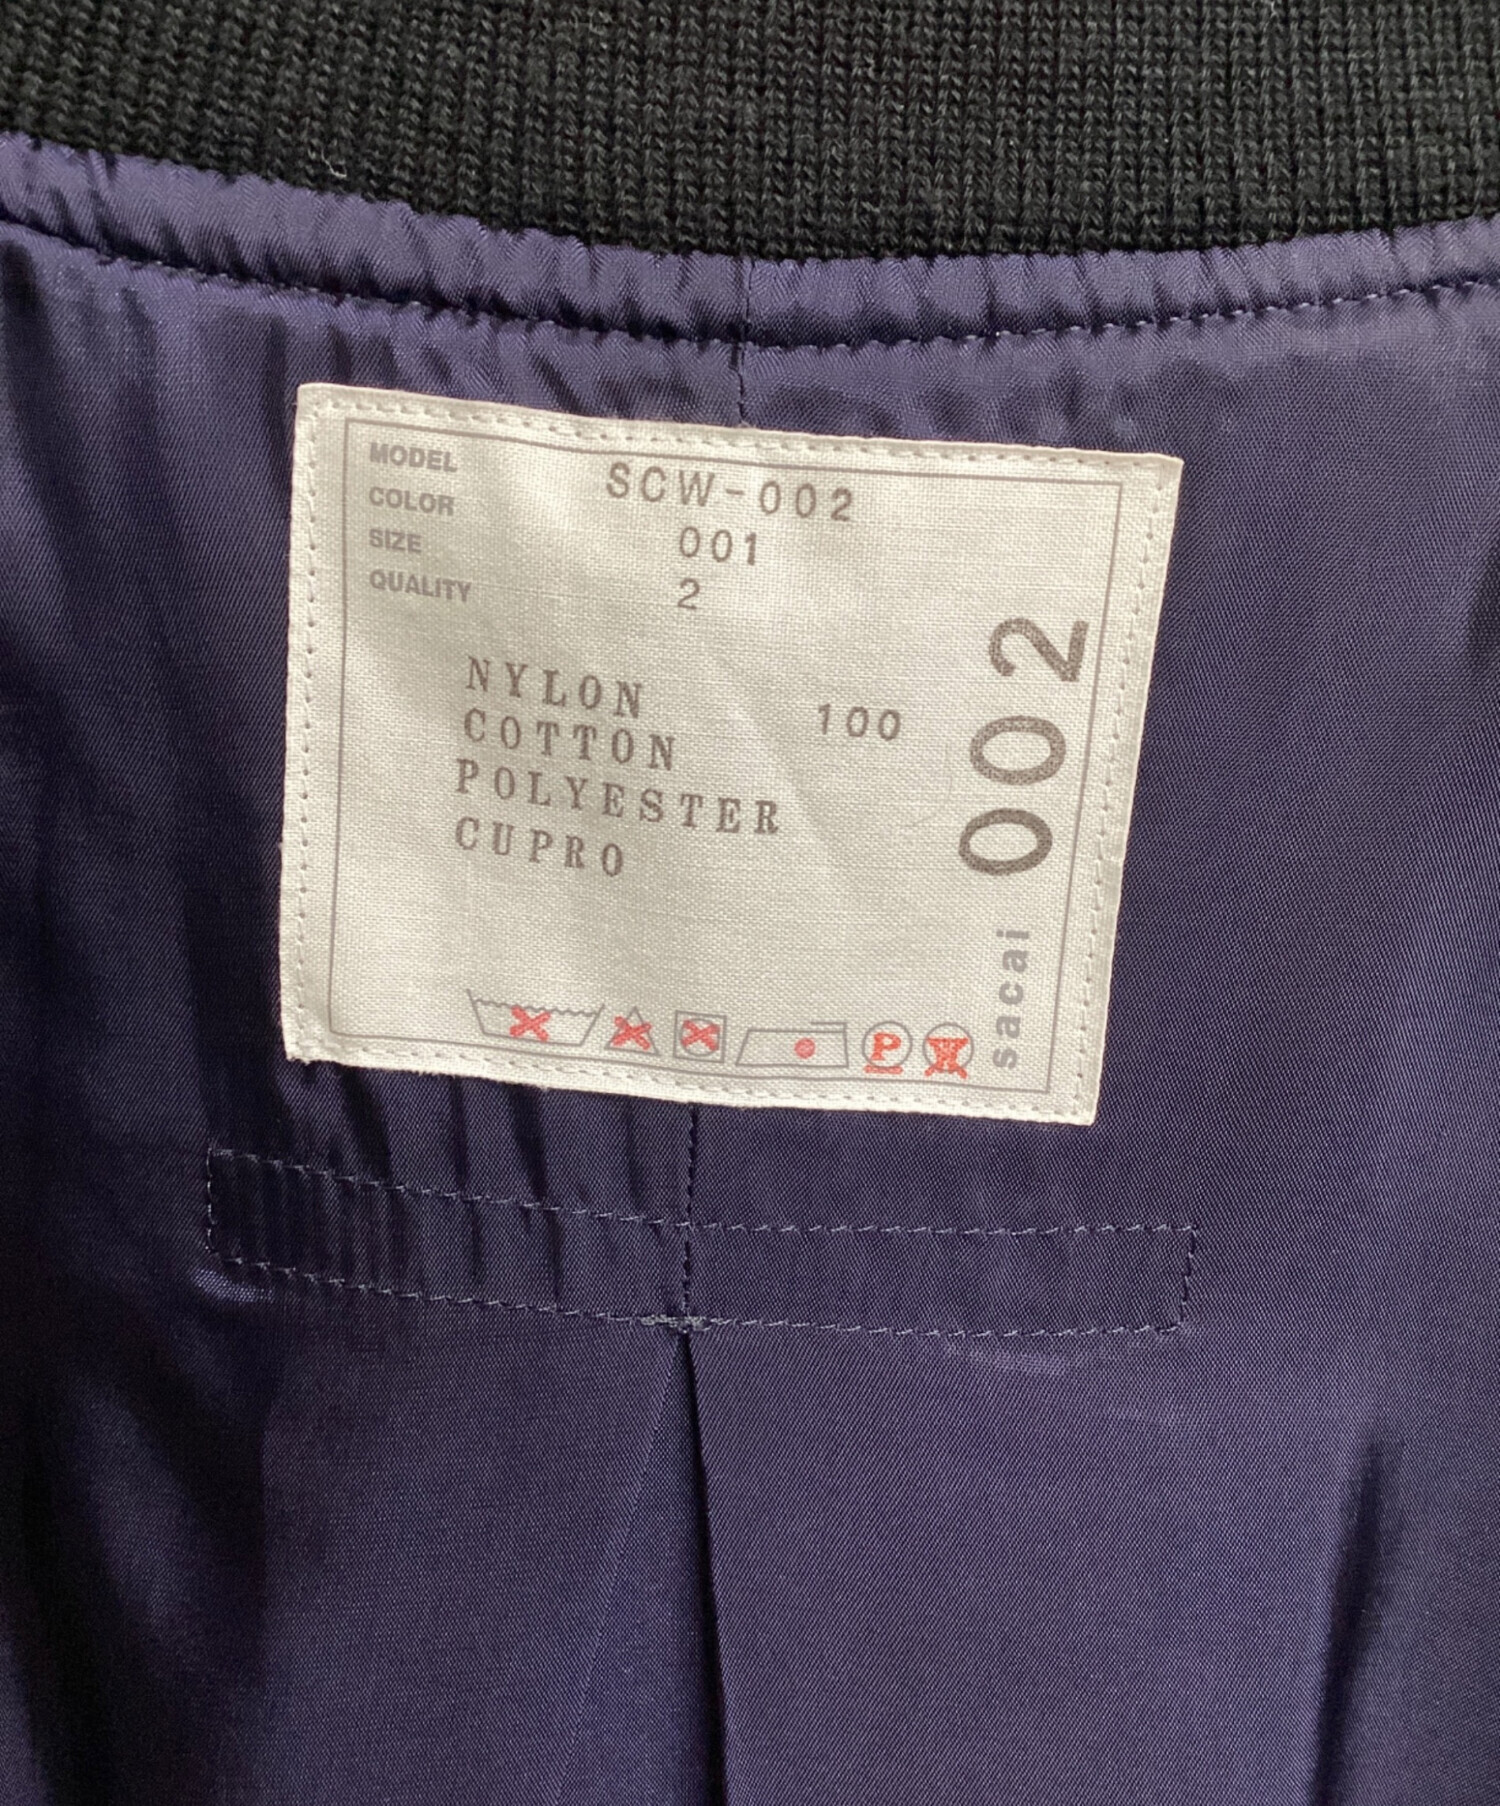 MODEL SCW-002
COLOR 001
SIZE 2
QUALITY
NYLON 100
COTTON
POLYESTER
CUPRO
sacai 002
P
W